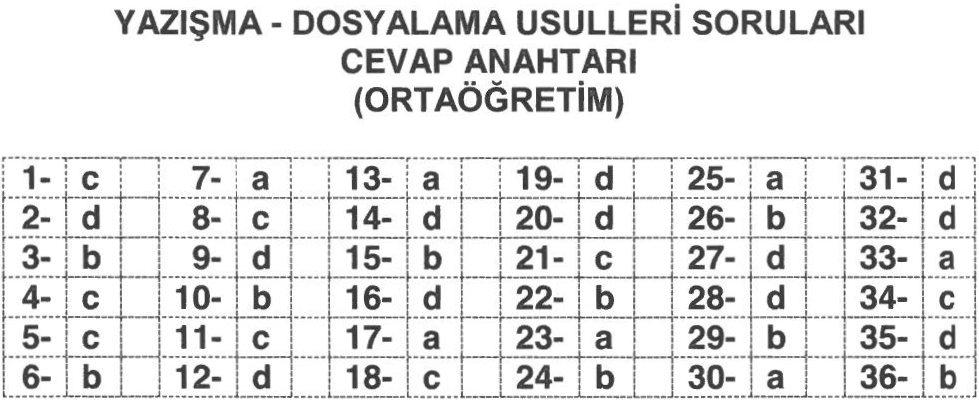 YAZIŞMA - DOSYALAMA USULLERİ SORULARI
CEVAP ANAHTARI
(ORTAÖĞRETİM)
1- c 7- a 13- a 19- d 25- a 31- d
2- d 8- c 14- d 20- d 26- b 32- d
3- b 9- d 15- b 21- c 27- d 33- a
4- c 10- b 16- d 22- b 28- d 34- c
5- c 11- c 17- a 23- a 29- b 35- d
6- b 12- d 18- c 24- b 30- a 36- b